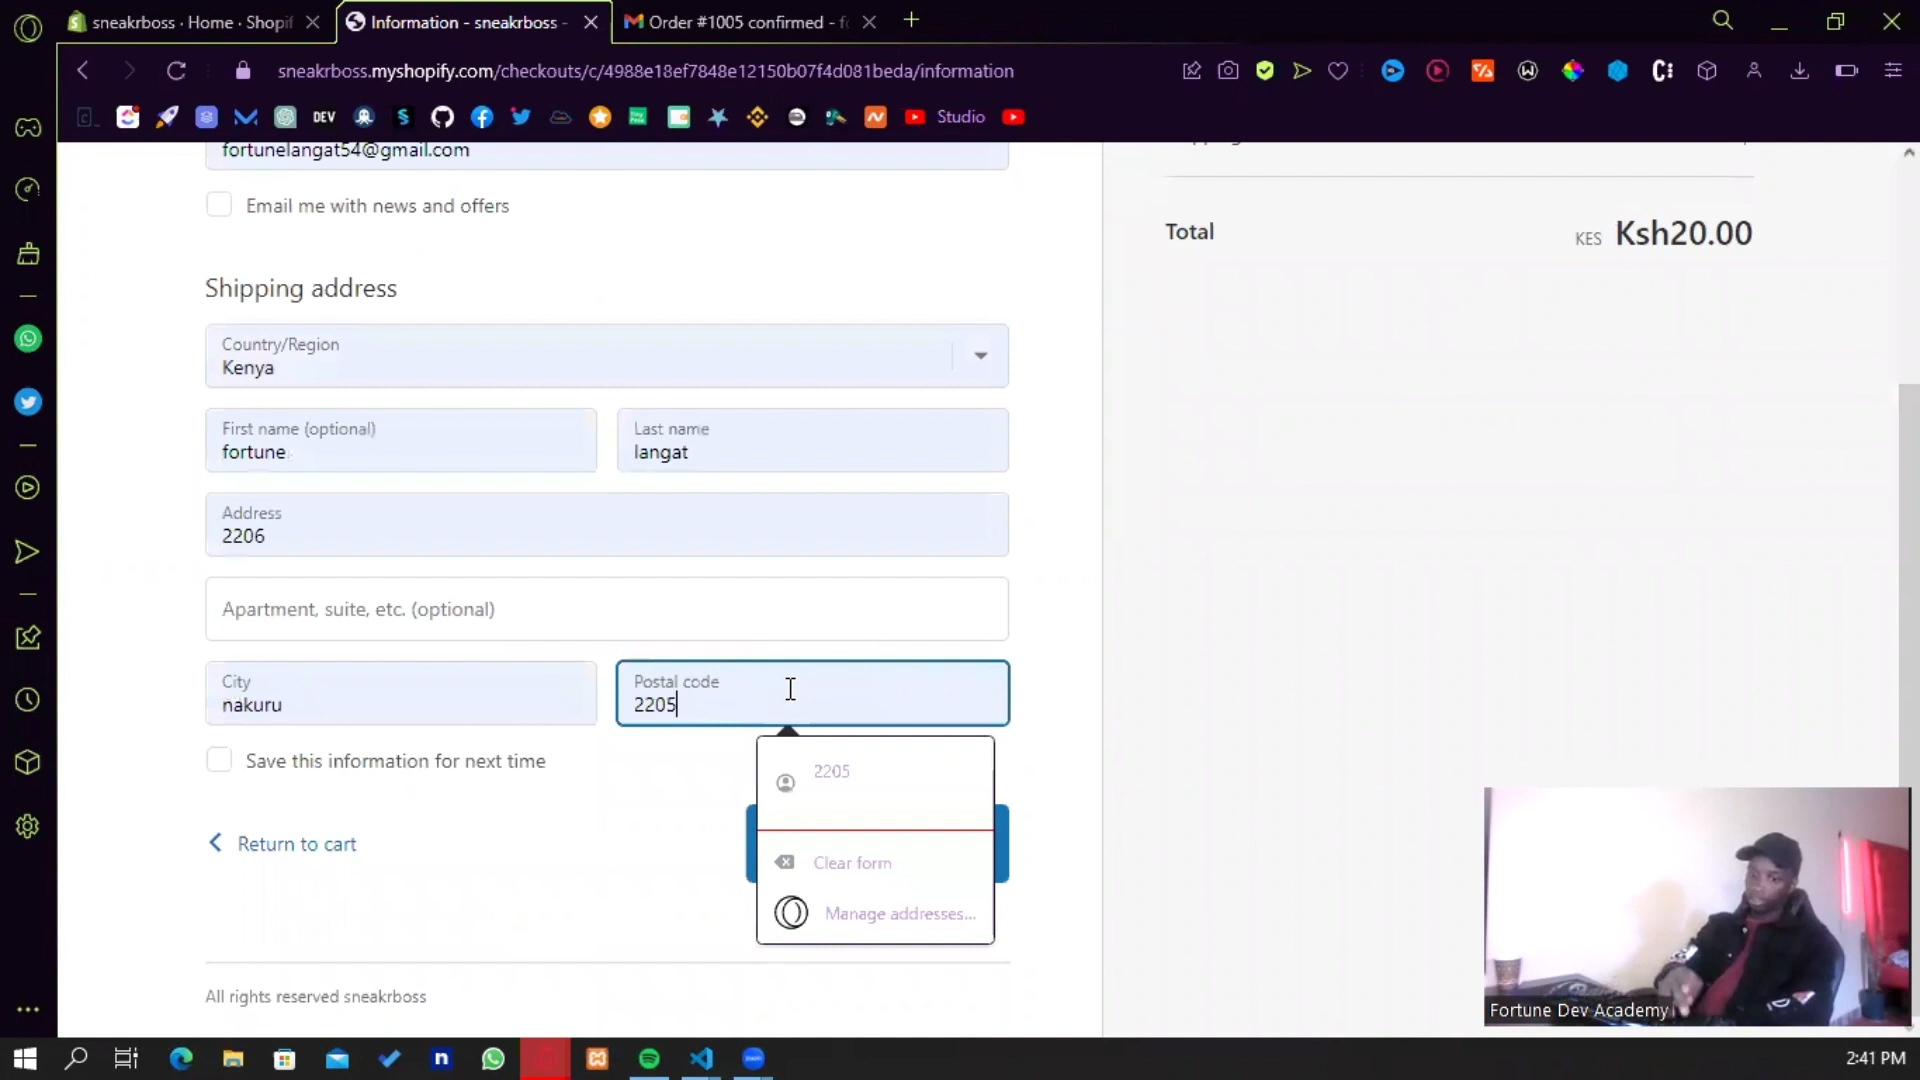 sneakrboss · Home · Shopif
Information - sneakrboss -
Order #1005 confirmed - fo
sneakrboss.myshopify.com/checkouts/c/4988e18ef7848e12150b07f4d081beda/information
DEV
Studio
fortunelangat54@gmail.com
Email me with news and offers
Total
KES Ksh20.00
Shipping address
Country/Region
Kenya
First name (optional)
fortune
Last name
langat
Address
2206
Apartment, suite, etc. (optional)
City
nakuru
Postal code
2205
2205
Save this information for next time
Clear form
Return to cart
Manage addresses...
All rights reserved sneakrboss
Fortune Dev Academy
2:41 PM